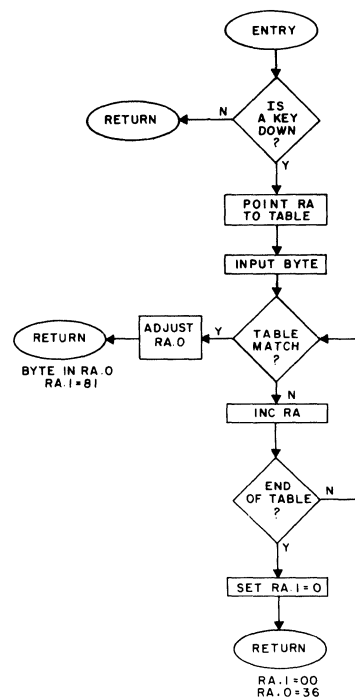 ENTRY
IS
A KEY
DOWN
?
N
RETURN
Y
POINT RA
TO TABLE
INPUT BYTE
TABLE
MATCH
?
Y
ADJUST
RA.0
RETURN
BYTE IN RA.0
RA.1=81
N
INC RA
END
OF TABLE
?
N
Y
SET RA.1=0
RETURN
RA.1=00
RA.0=36